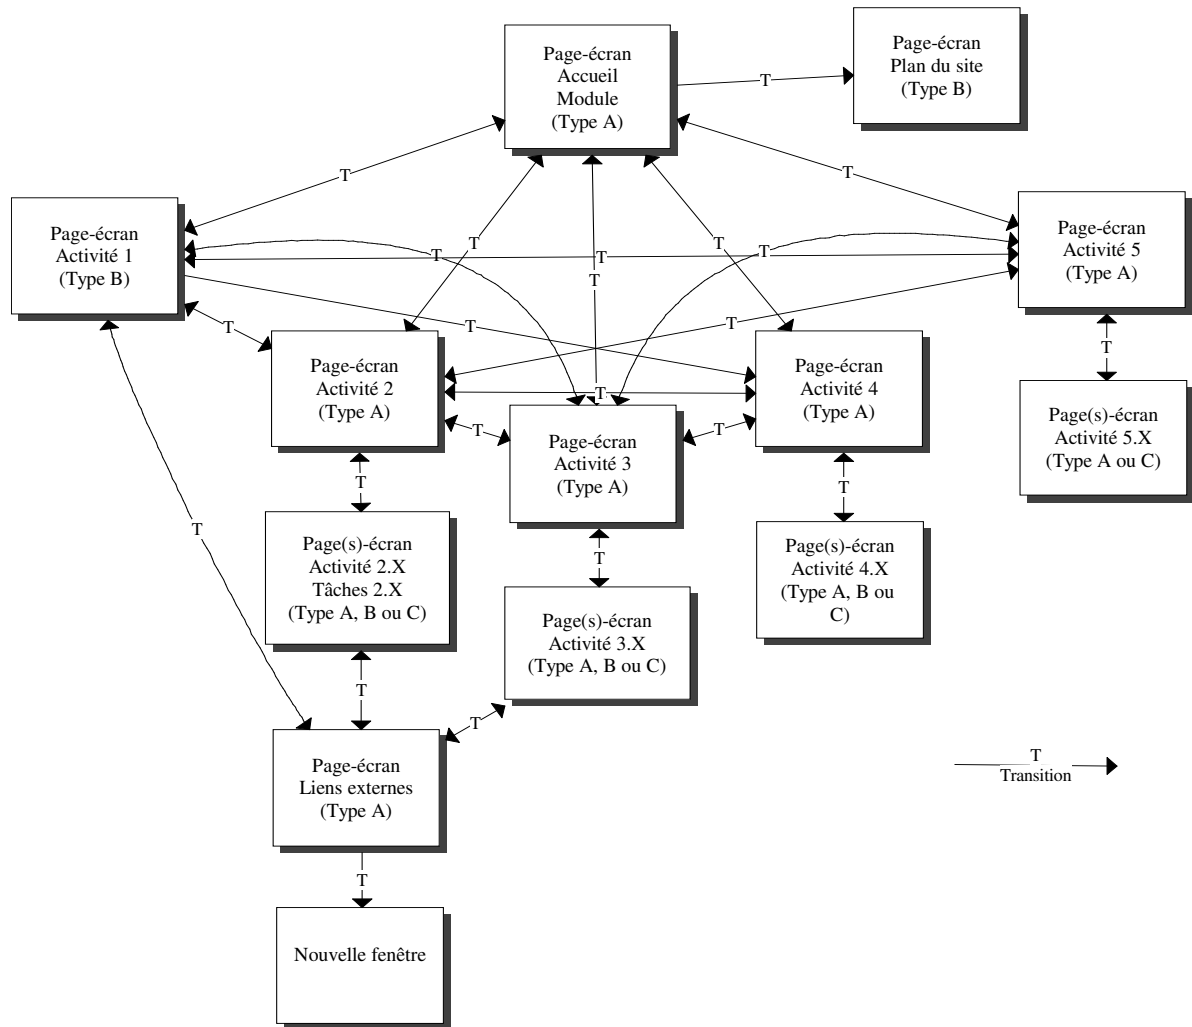 Page-écran
Accueil
Module
(Type A)
Page-écran
Plan du site
(Type B)
T
T
T
T
T
T
Page-écran
Activité 1
(Type B)
Page-écran
Activité 5
(Type A)
T
T
T
T
T
T
T
T
Page-écran
Activité 2
(Type A)
Page-écran
Activité 4
(Type A)
T
T
T
Page-écran
Activité 3
(Type A)
T
Page(s)-écran
Activité 5.X
(Type A ou C)
T
T
T
T
Page(s)-écran
Activité 2.X
Tâches 2.X
(Type A, B ou C)
Page(s)-écran
Activité 4.X
(Type A, B ou
C)
Page(s)-écran
Activité 3.X
(Type A, B ou C)
T
T
Page-écran
Liens externes
(Type A)
T
Transition
T
Nouvelle fenêtre